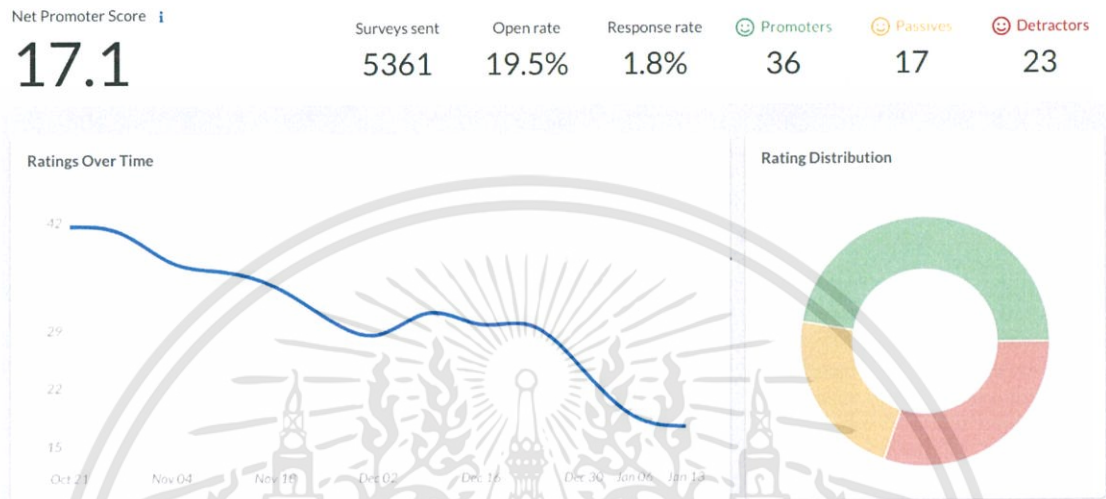 Net Promoter Score i
17.1
Surveys sent
5361
Open rate
19.5%
Response rate
1.8%
Promoters
36
Passives
17
Detractors
23
Ratings Over Time
42
29
22
15
Oct 21 Nov 04 Nov 18 Dec 02 Dec 16 Dec 30 Jan 06 Jan 13
Rating Distribution